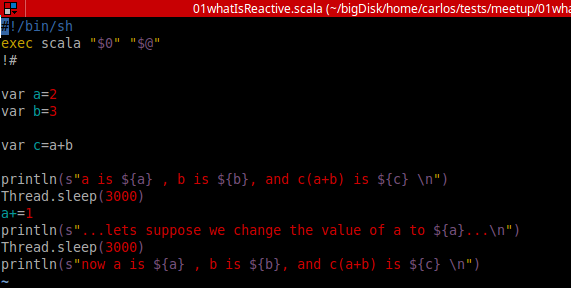 01whatIsReactive.scala (~/bigDisk/home/carlos/tests/meetup/01wha
#!/bin/sh
exec scala "$0" "$@"
!#
var a=2
var b=3
var c=a+b
println(s"a is ${a} , b is ${b}, and c(a+b) is ${c} \n")
Thread.sleep(3000)
a+=1
println(s"...lets suppose we change the value of a to ${a}...\n")
Thread.sleep(3000)
println(s"now a is ${a} , b is ${b}, and c(a+b) is ${c} \n")
~